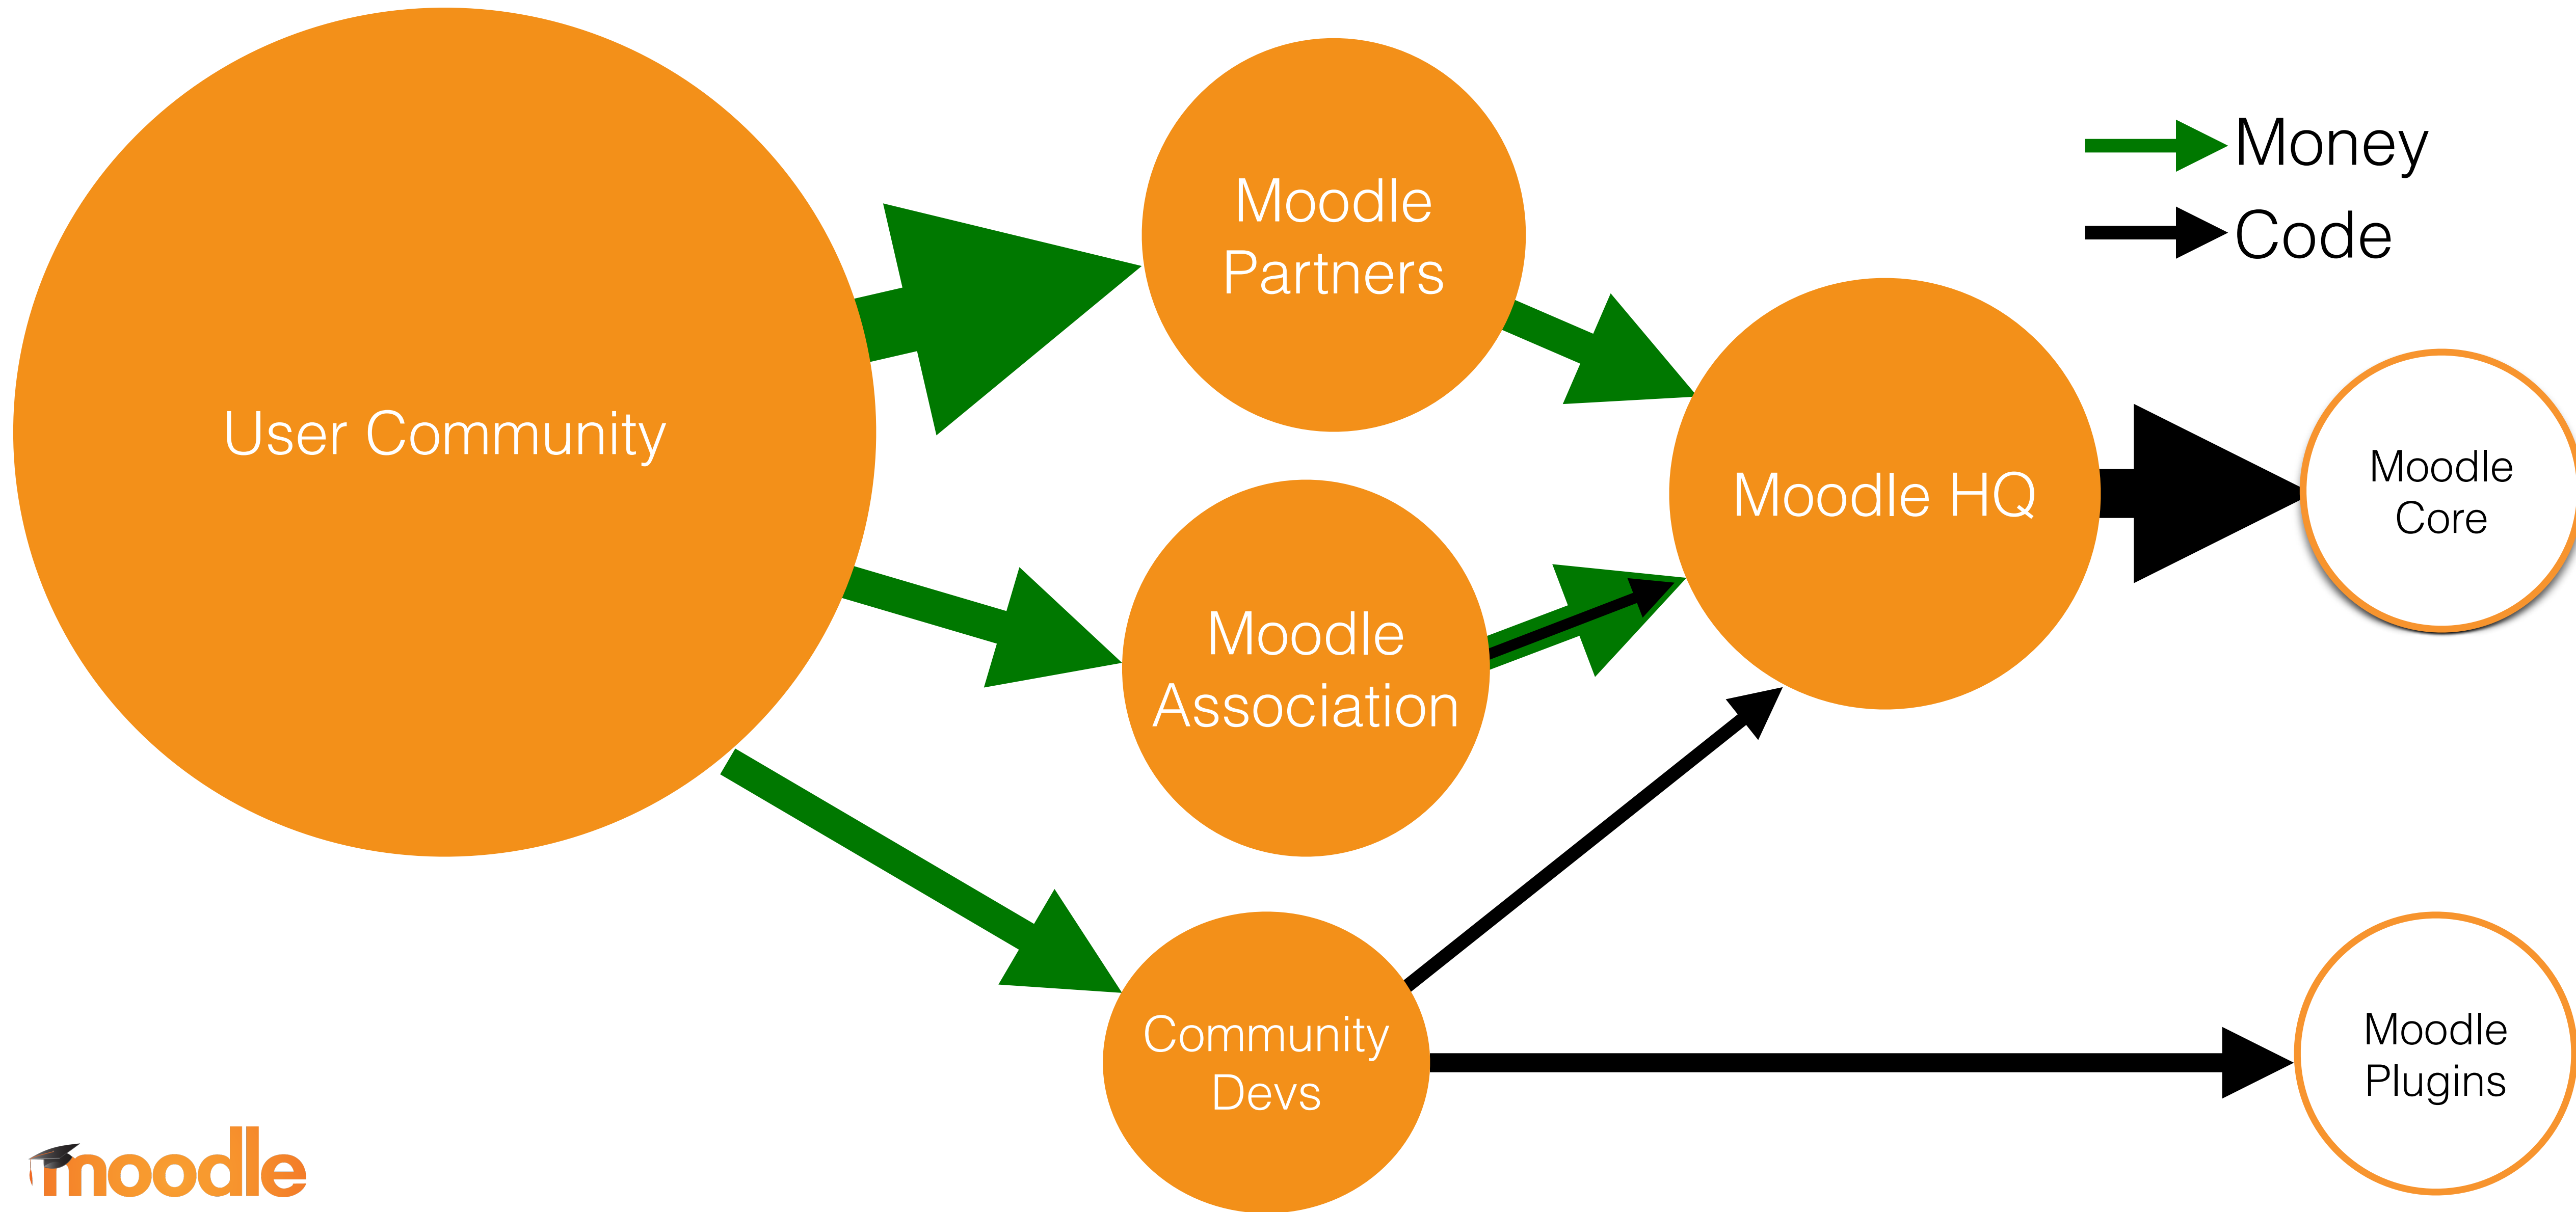 User Community
Moodle
Partners
Moodle
Association
Community
Devs
Moodle HQ
Money
Code
Moodle
Core
Moodle
Plugins
moodle